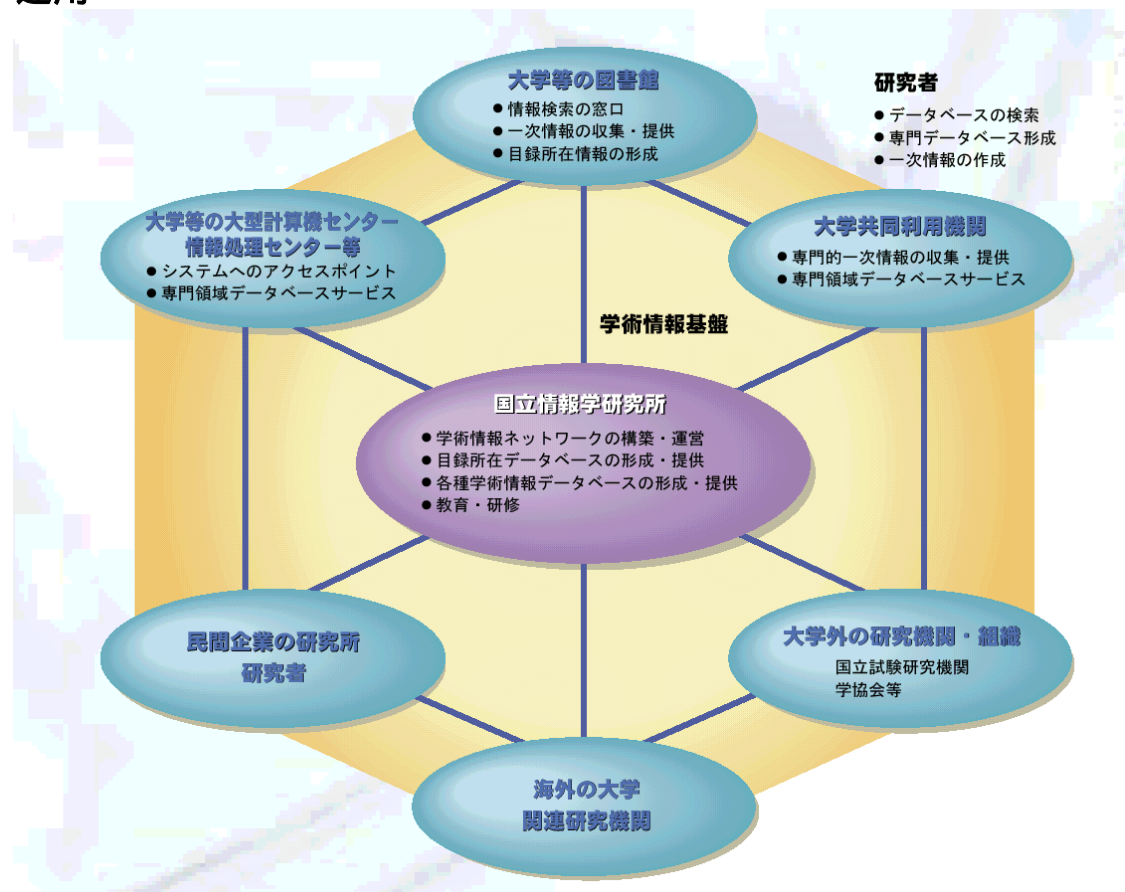 大学等の図書館
● 情報検索の窓口
● 一次情報の収集・提供
● 目録所在情報の形成
研究者
● データベースの検索
● 専門データベース形成
● 一次情報の作成
大学等の大型計算機センター
情報処理センター等
● システムへのアクセスポイント
● 専門領域データベースサービス
大学共同利用機関
● 専門的一次情報の収集・提供
● 専門領域データベースサービス
学術情報基盤
国立情報学研究所
● 学術情報ネットワークの構築・運営
● 目録所在データベースの形成・提供
● 各種学術情報データベースの形成・提供
● 教育・研修
民間企業の研究所
研究者
大学外の研究機関・組織
国立試験研究機関
学協会等
海外の大学
関連研究機関